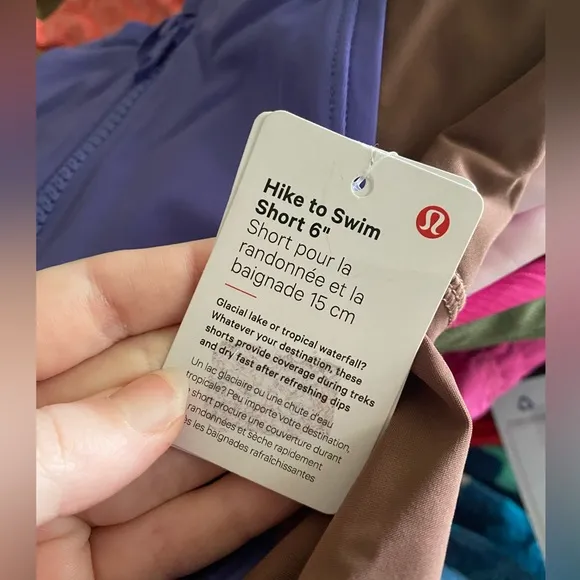 Hike to Swim
Short 6"
Short pour la
randonnée et la
baignade 15 cm
Glacial lake or tropical waterfall?
Whatever your destination, these
shorts provide coverage during treks
and dry fast after refreshing dips
Un lac glaciaire ou une chute d'eau
tropicale? Peu importe votre destination,
short procure une couverture durant
randonnées et sèche rapidement
les baignades rafraîchissantes